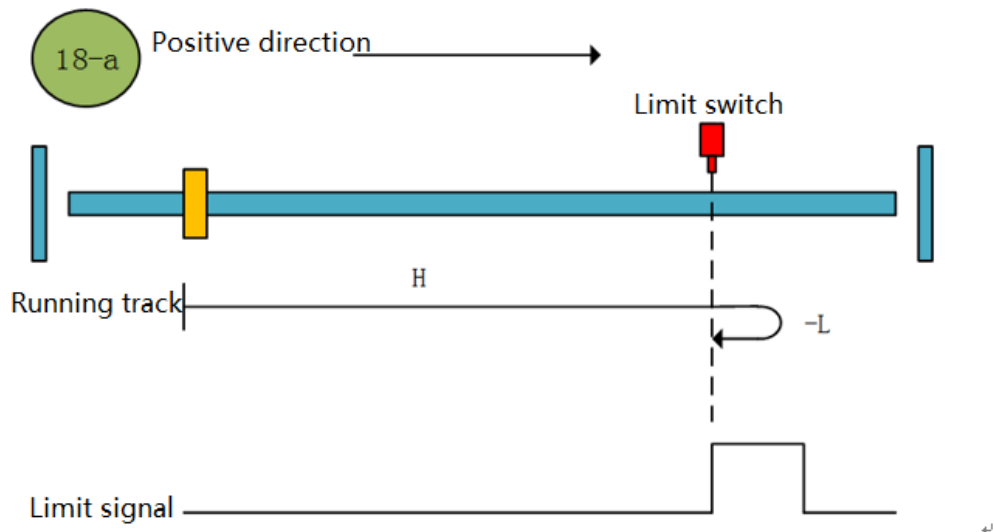 18-a
Positive direction
Limit switch
H
Running track
-L
Limit signal